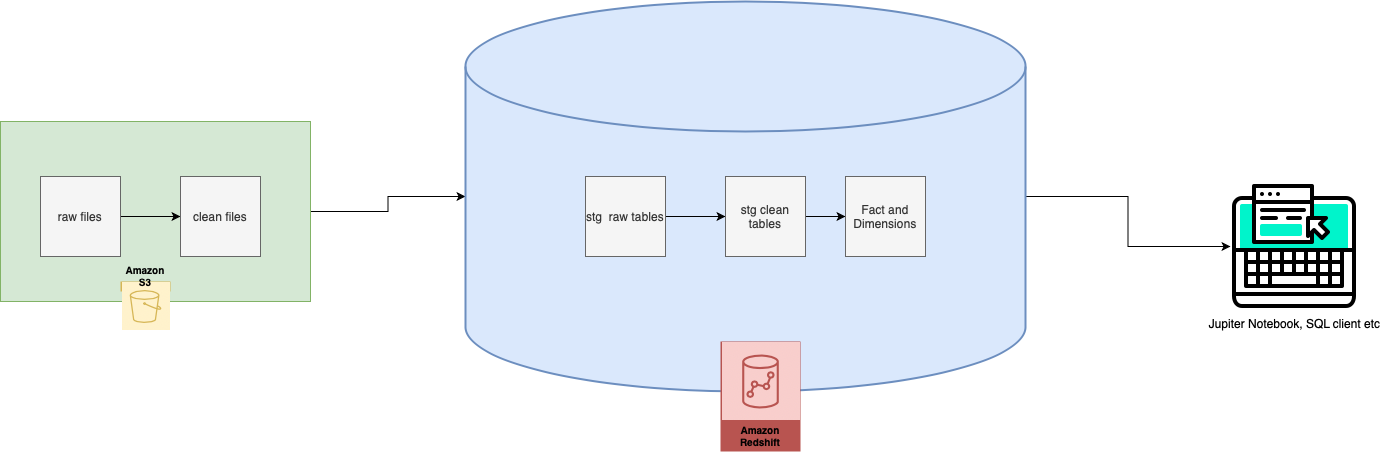 raw files
clean files
Amazon
S3
stg  raw tables
stg clean
tables
Fact and
Dimensions
Amazon
Redshift
Jupiter Notebook, SQL client etc